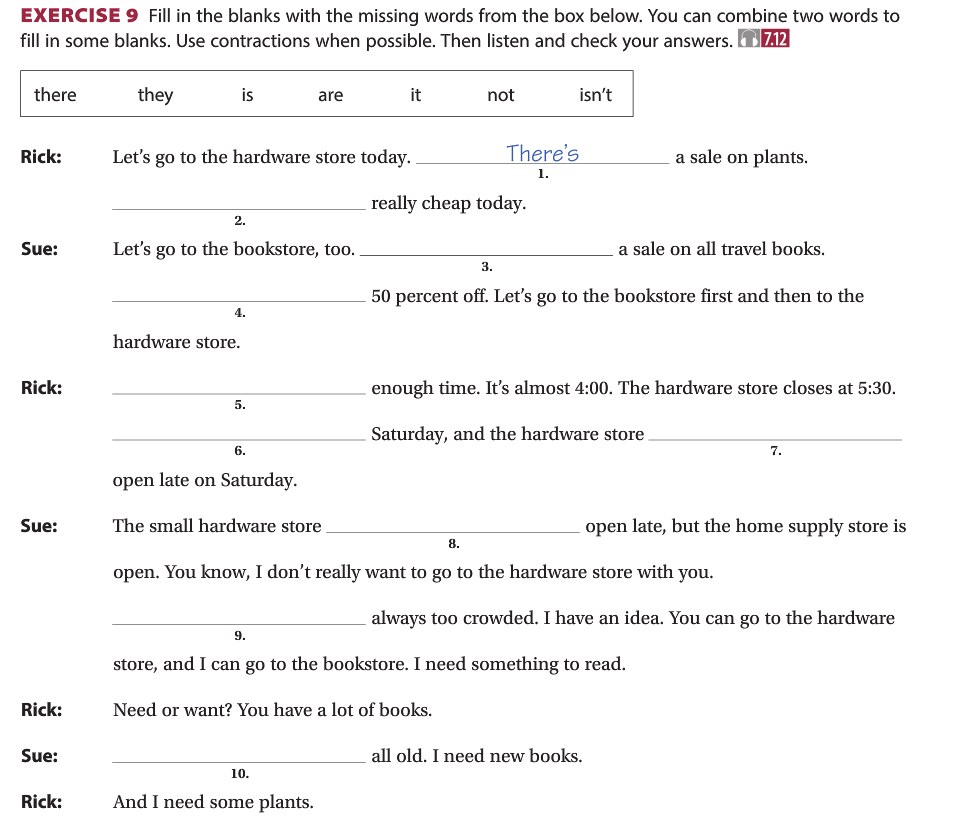 EXERCISE 9 Fill in the blanks with the missing words from the box below. You can combine two words to
fill in some blanks. Use contractions when possible. Then listen and check your answers. 7.12
there they is are it not isn't
Rick: Let's go to the hardware store today. There's a sale on plants.
1.
really cheap today.
2.
Sue: Let's go to the bookstore, too. a sale on all travel books.
3.
50 percent off. Let's go to the bookstore first and then to the
4.
hardware store.
Rick: enough time. It's almost 4:00. The hardware store closes at 5:30.
5.
Saturday, and the hardware store
6. 7.
open late on Saturday.
Sue: The small hardware store open late, but the home supply store is
8.
open. You know, I don't really want to go to the hardware store with you.
always too crowded. I have an idea. You can go to the hardware
9.
store, and I can go to the bookstore. I need something to read.
Rick: Need or want? You have a lot of books.
Sue: all old. I need new books.
10.
Rick: And I need some plants.